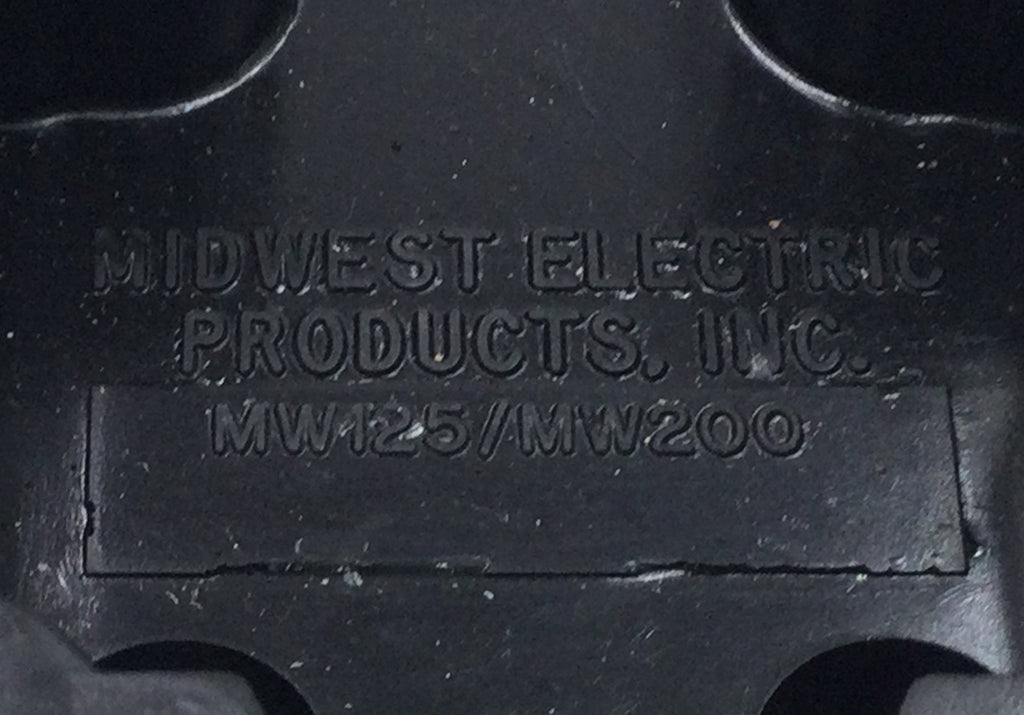 MIDWEST ELECTRIC
PRODUCTS, INC.
MW125/MW200